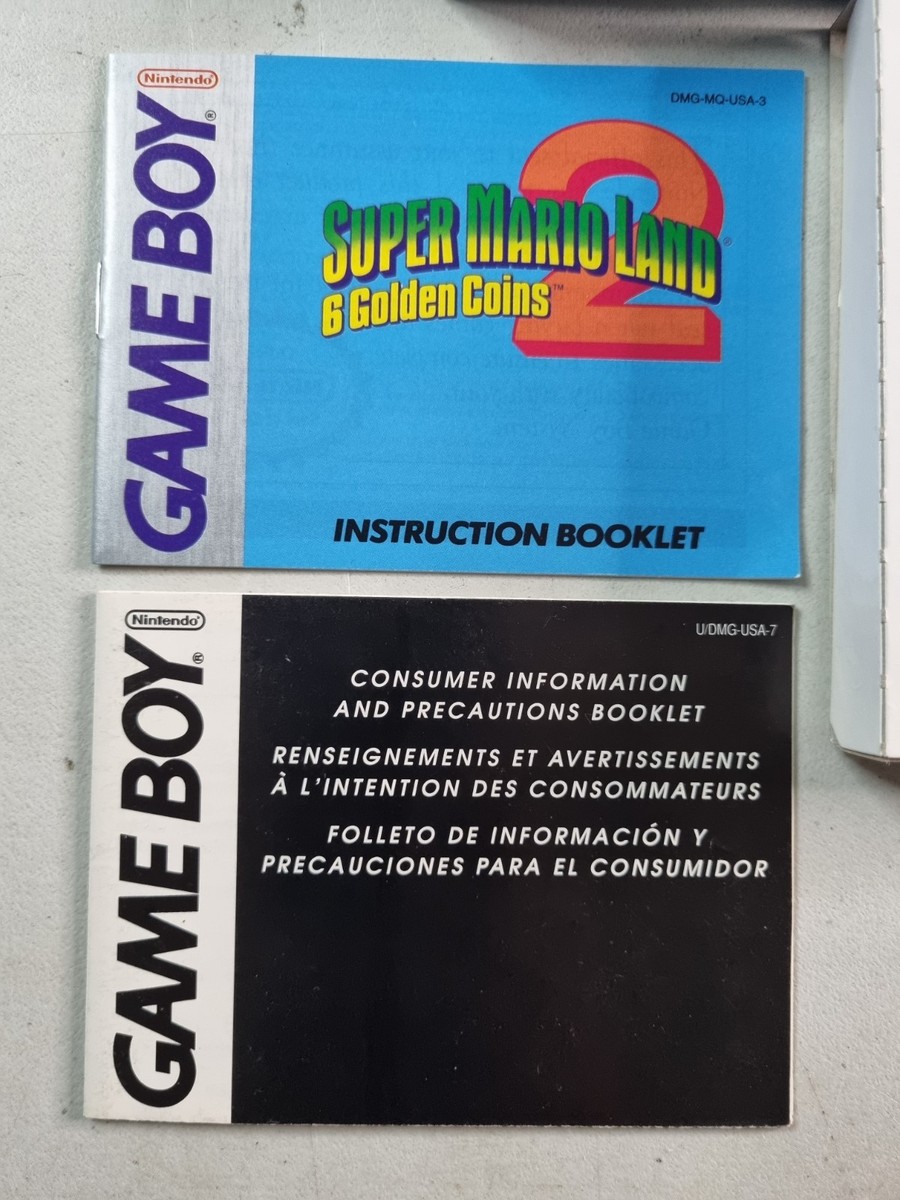 Nintendo®
GAME BOY®
DMG-MQ-USA-3
2
SUPER MARIO LAND®
6 Golden Coins™
INSTRUCTION BOOKLET
Nintendo®
GAME BOY®
U/DMG-USA-7
CONSUMER INFORMATION
AND PRECAUTIONS BOOKLET
RENSEIGNEMENTS ET AVERTISSEMENTS
À L'INTENTION DES CONSOMMATEURS
FOLLETO DE INFORMACIÓN Y
PRECAUCIONES PARA EL CONSUMIDOR